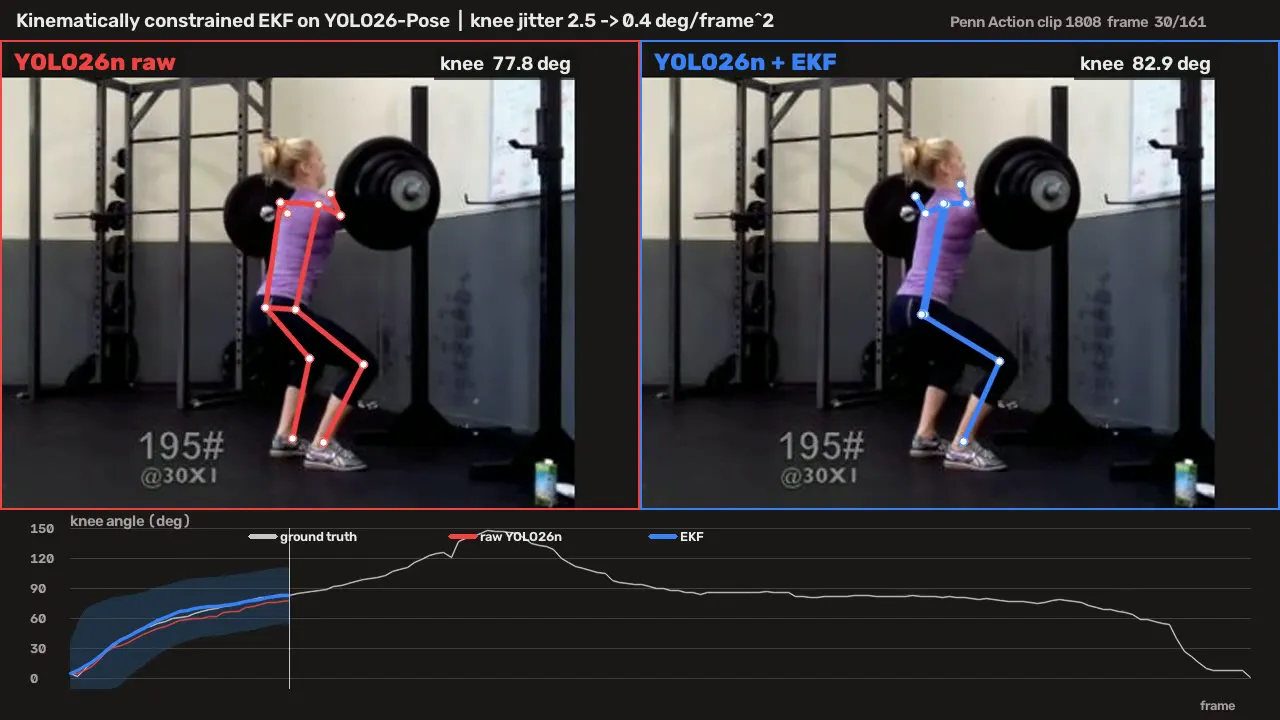 Kinematically constrained EKF on YOLO26-Pose | knee jitter 2.5 -> 0.4 deg/frame^2
Penn Action clip 1808 frame 30/161
YOLO26n raw
knee 77.8 deg
YOLO26n + EKF
knee 82.9 deg
195#
@30X1
195#
@30X1
knee angle (deg)
ground truth
raw YOLO26n
EKF
150
120
90
60
30
0
frame